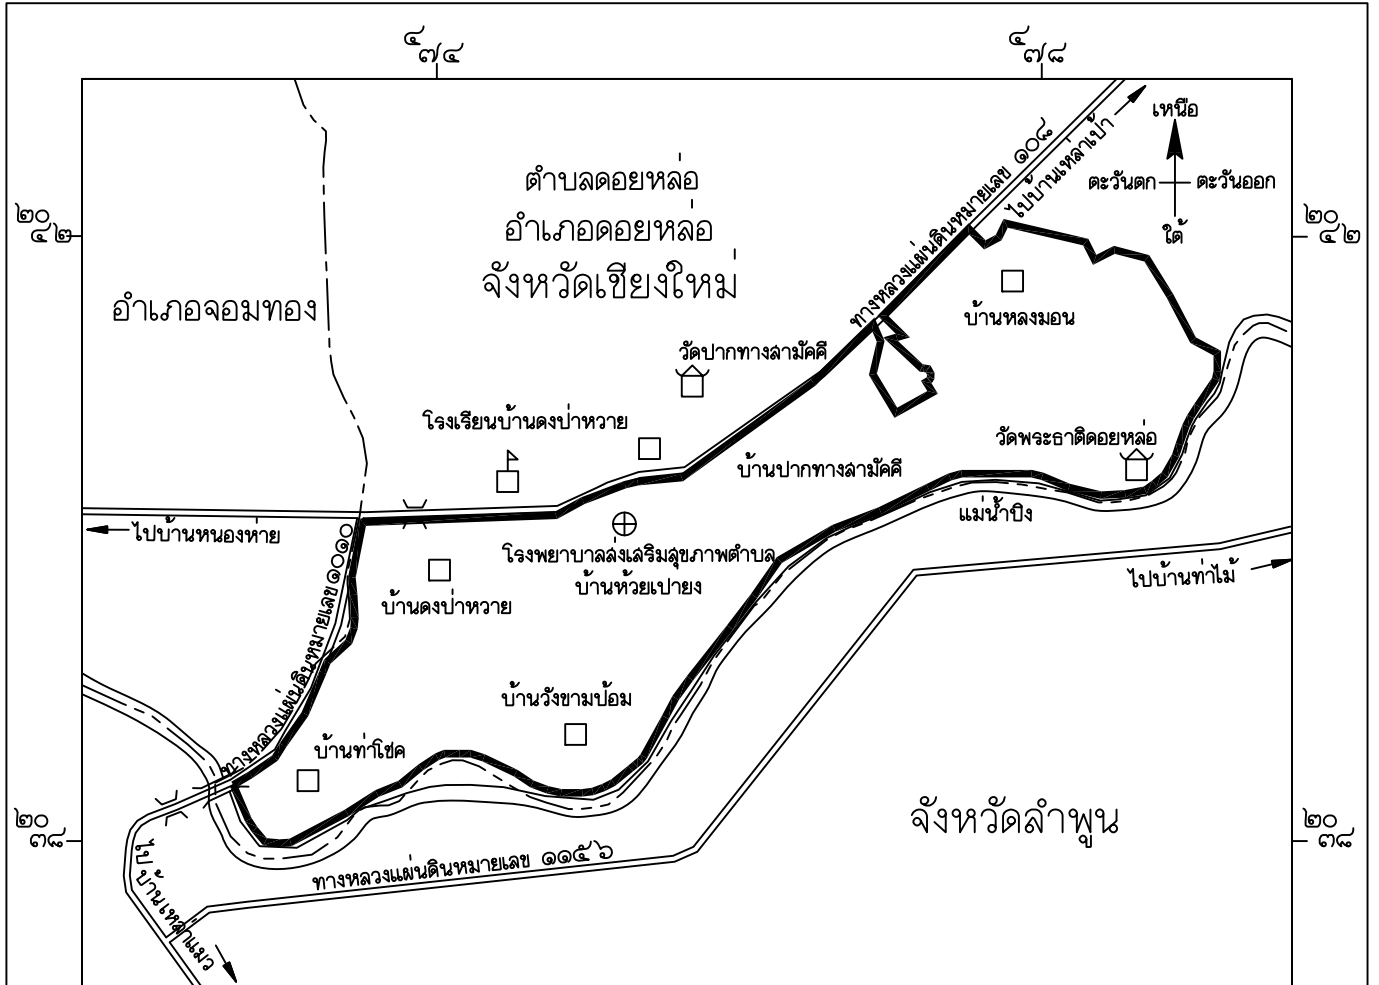 ๔๗๔
๔๗๘
เหนือ
ตะวันตก
ตะวันออก
ใต้
ตำบลดอยหล่อ
อำเภอดอยหล่อ
จังหวัดเชียงใหม่
อำเภอจอมทอง
๒๐๔๒
๒๐๔๒
ทางหลวงแผ่นดินหมายเลข ๑๐๘
ไปบ้านเหล่าเป้า
บ้านหลงมอน
วัดปากทางสามัคคี
โรงเรียนบ้านดงป่าหวาย
วัดพระธาติดอยหล่อ
บ้านปากทางสามัคคี
แม่น้ำปิง
ไปบ้านหนองห่าย
โรงพยาบาลส่งเสริมสุขภาพตำบล
บ้านห้วยเปายง
ไปบ้านท่าไม้
บ้านดงป่าหวาย
ทางหลวงแผ่นดินหมายเลข ๑๐๑๐
บ้านวังขามป้อม
บ้านท่าโชค
จังหวัดลำพูน
๒๐๓๘
๒๐๓๘
ทางหลวงแผ่นดินหมายเลข ๑๑๕๖
ไปบ้านเหล่าแมว